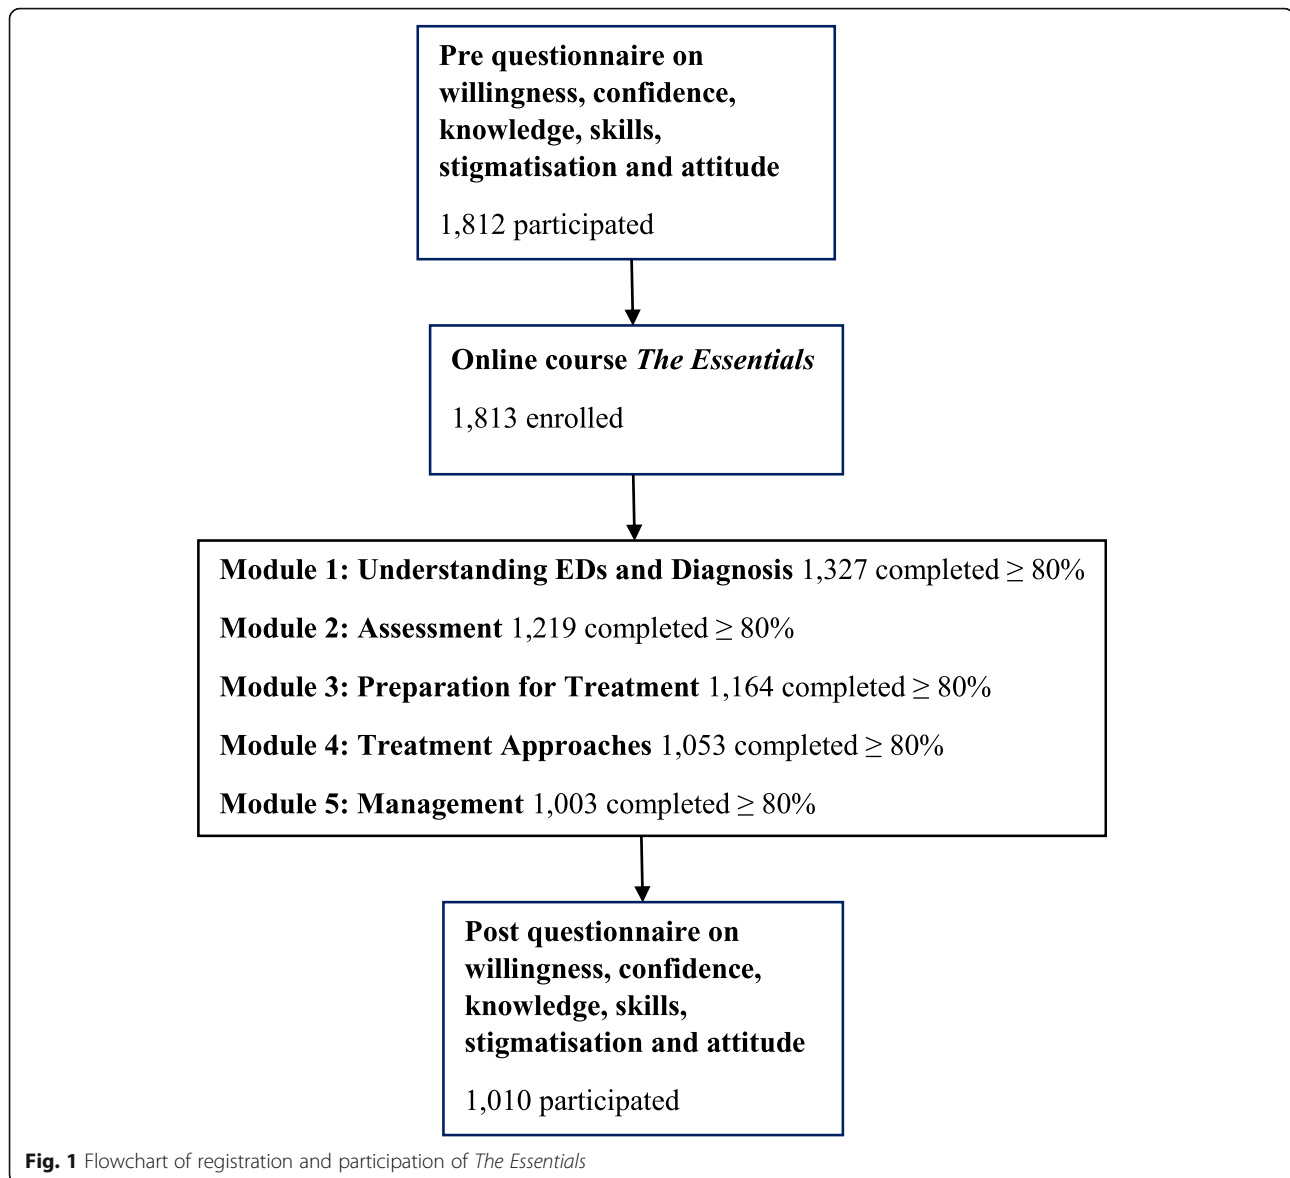 Pre questionnaire on
willingness, confidence,
knowledge, skills,
stigmatisation and attitude
1,812 participated
Online course The Essentials
1,813 enrolled
Module 1: Understanding EDs and Diagnosis 1,327 completed ≥ 80%
Module 2: Assessment 1,219 completed ≥ 80%
Module 3: Preparation for Treatment 1,164 completed ≥ 80%
Module 4: Treatment Approaches 1,053 completed ≥ 80%
Module 5: Management 1,003 completed ≥ 80%
Post questionnaire on
willingness, confidence,
knowledge, skills,
stigmatisation and attitude
1,010 participated
Fig. 1 Flowchart of registration and participation of The Essentials